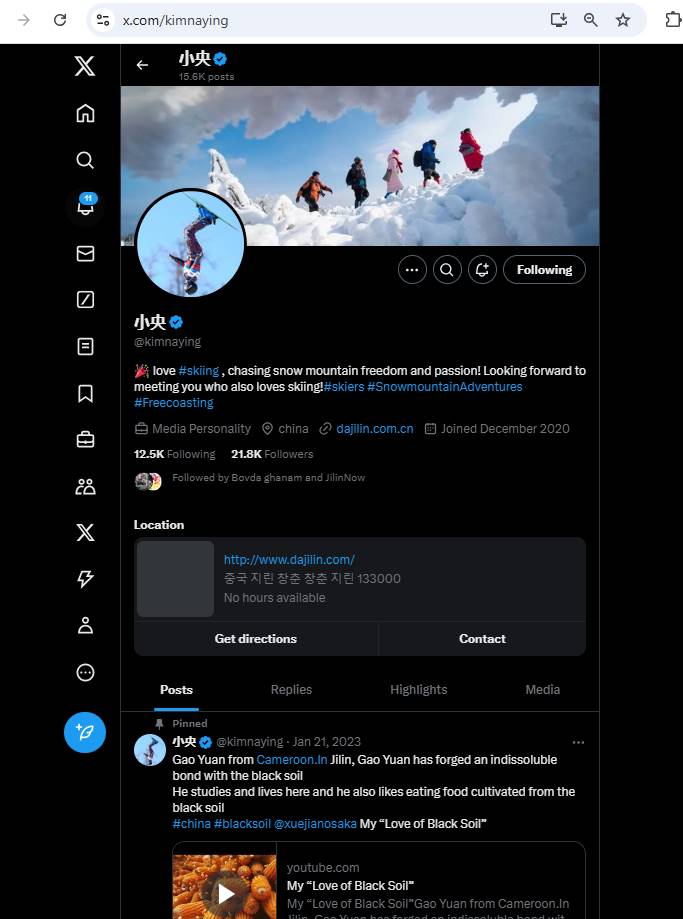 x.com/kimnaying
小央
15.6K posts
11
Following
小央
@kimnaying
🎉 love #skiing , chasing snow mountain freedom and passion! Looking forward to
meeting you who also loves skiing!#skiers #SnowmountainAdventures
#Freecoasting
Media Personality china dajilin.com.cn Joined December 2020
12.5K Following 21.8K Followers
Followed by Bovda ghanam and JilinNow
Location
http://www.dajilin.com/
중국 지린 창춘 창춘 지린 133000
No hours available
Get directions Contact
Posts Replies Highlights Media
Pinned
小央 @kimnaying · Jan 21, 2023
Gao Yuan from Cameroon.In Jilin, Gao Yuan has forged an indissoluble
bond with the black soil
He studies and lives here and he also likes eating food cultivated from the
black soil
#china #blacksoil @xuejianosaka My “Love of Black Soil”
youtube.com
My “Love of Black Soil”
My “Love of Black Soil”Gao Yuan from Cameroon.In
Jilin, Gao Yuan has forged an indissoluble bond wit